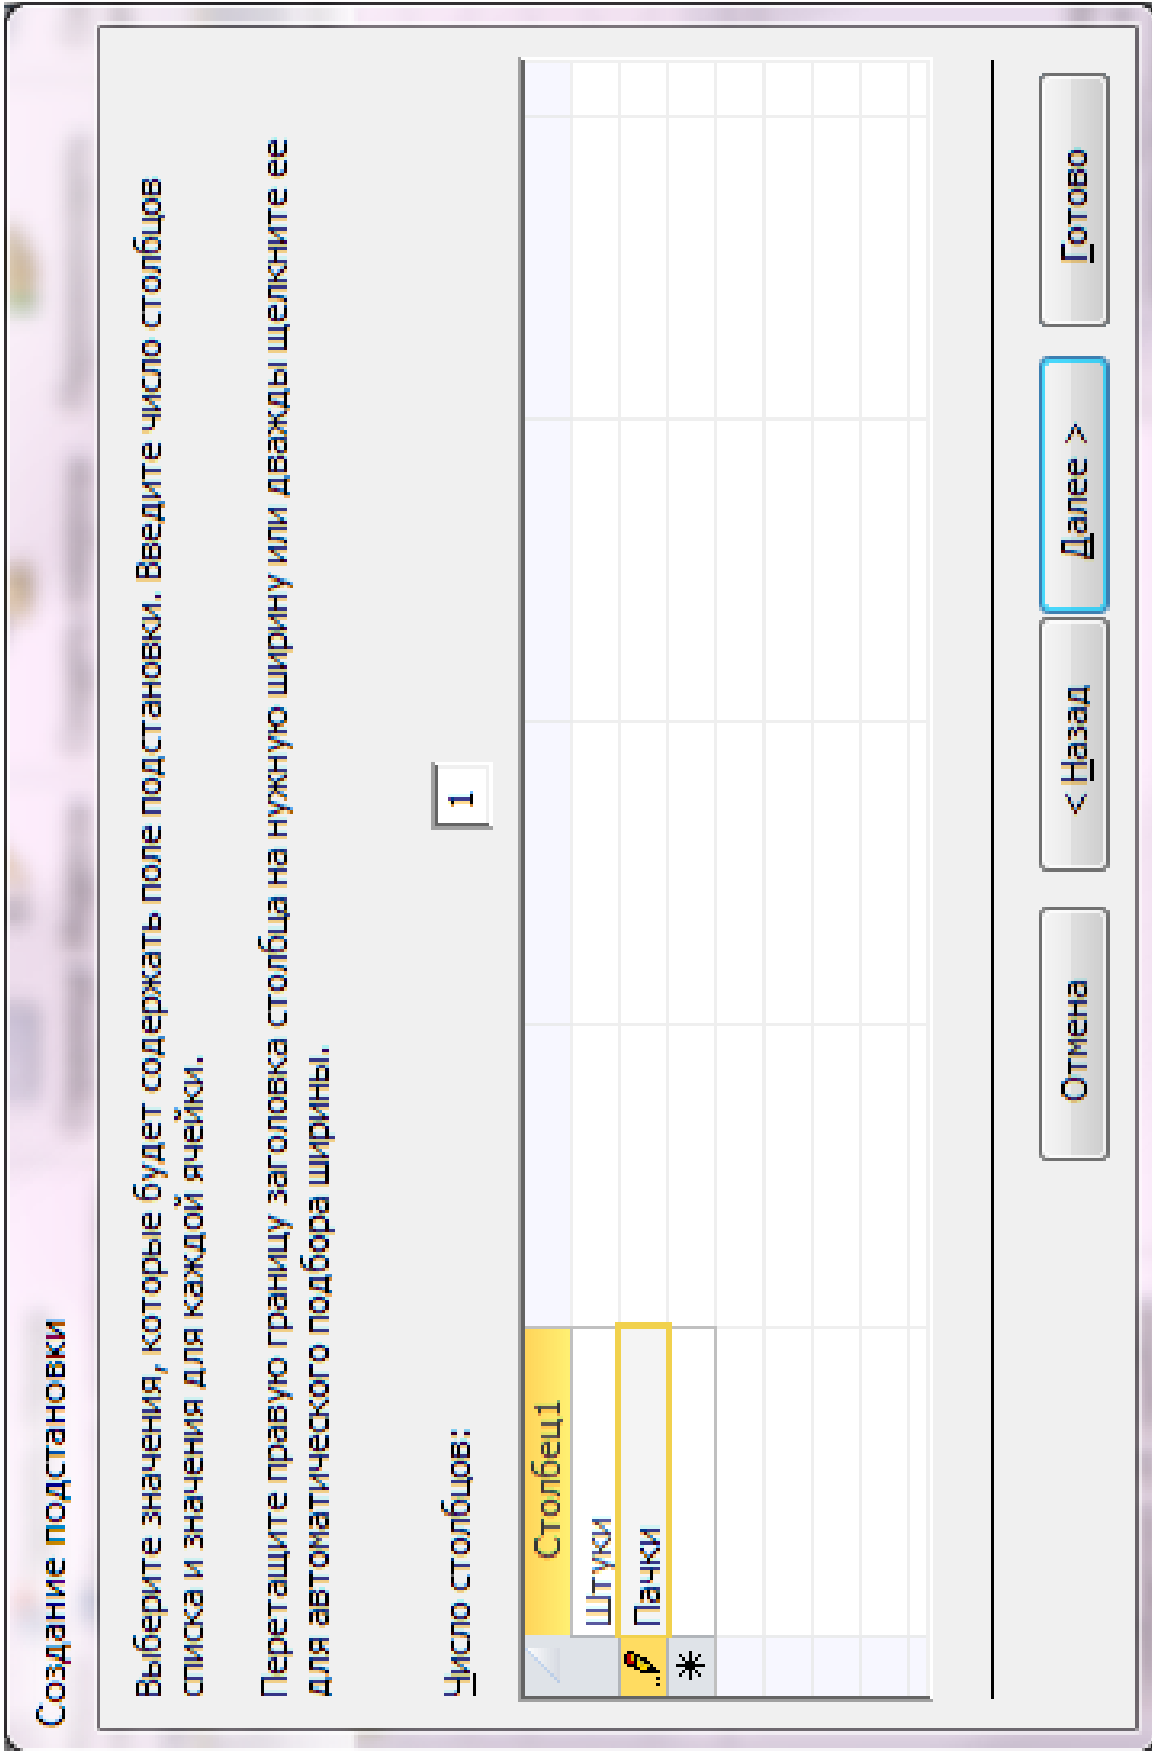 Создание подстановки
Выберите значения, которые будет содержать поле подстановки. Введите число столбцов
списка и значения для каждой ячейки.
Перетащите правую границу заголовка столбца на нужную ширину или дважды щелкните ее
для автоматического подбора ширины.
Число столбцов:
1
Столбец1
Штуки
Пачки
Отмена
< Назад
Далее >
Готово